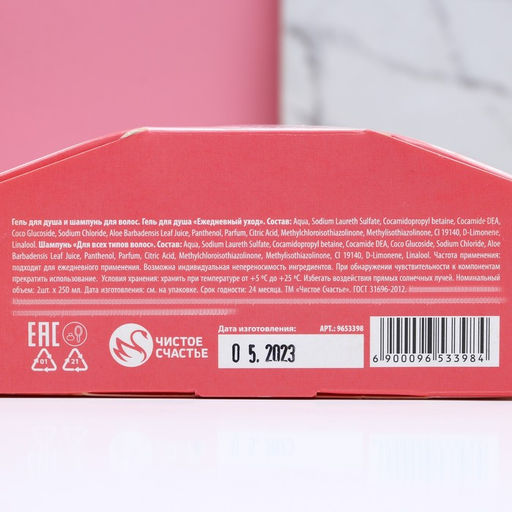 Гель для душа и шампунь для волос. Гель для душа «Ежедневный уход». Состав: Aqua, Sodium Laureth Sulfate, Cocamidopropyl betaine, Cocamide DEA,
Coco Glucoside, Sodium Chloride, Aloe Barbadensis Leaf Juice, Panthenol, Parfum, Citric Acid, Methylchloroisothiazolinone, Methylisothiazolinone, CI 19140, D-Limonene,
Linalool. Шампунь «Для всех типов волос». Состав: Aqua, Sodium Laureth Sulfate, Cocamidopropyl betaine, Cocamide DEA, Coco Glucoside, Sodium Chloride, Aloe
Barbadensis Leaf Juice, Panthenol, Parfum, Citric Acid, Methylchloroisothiazolinone, Methylisothiazolinone, CI 19140, D-Limonene, Linalool. Частота применения:
подходит для ежедневного применения. Возможна индивидуальная непереносимость ингредиентов. При обнаружении чувствительности к компонентам
прекратить использование. Условия хранения: хранить при температуре от +5 °C до +25 °C. Избегать воздействия прямых солнечных лучей. Номинальный
объем: 2шт. х 250 мл. Дата изготовления: см. на упаковке. Срок годности: 24 месяца. ТМ "Чистое Счастье". ГОСТ 31696-2012.
EAC
01
21
ЧИСТОЕ
СЧАСТЬЕ
Дата изготовления:
0 5. 2023
АРТ.: 9653398
6 900096 533984